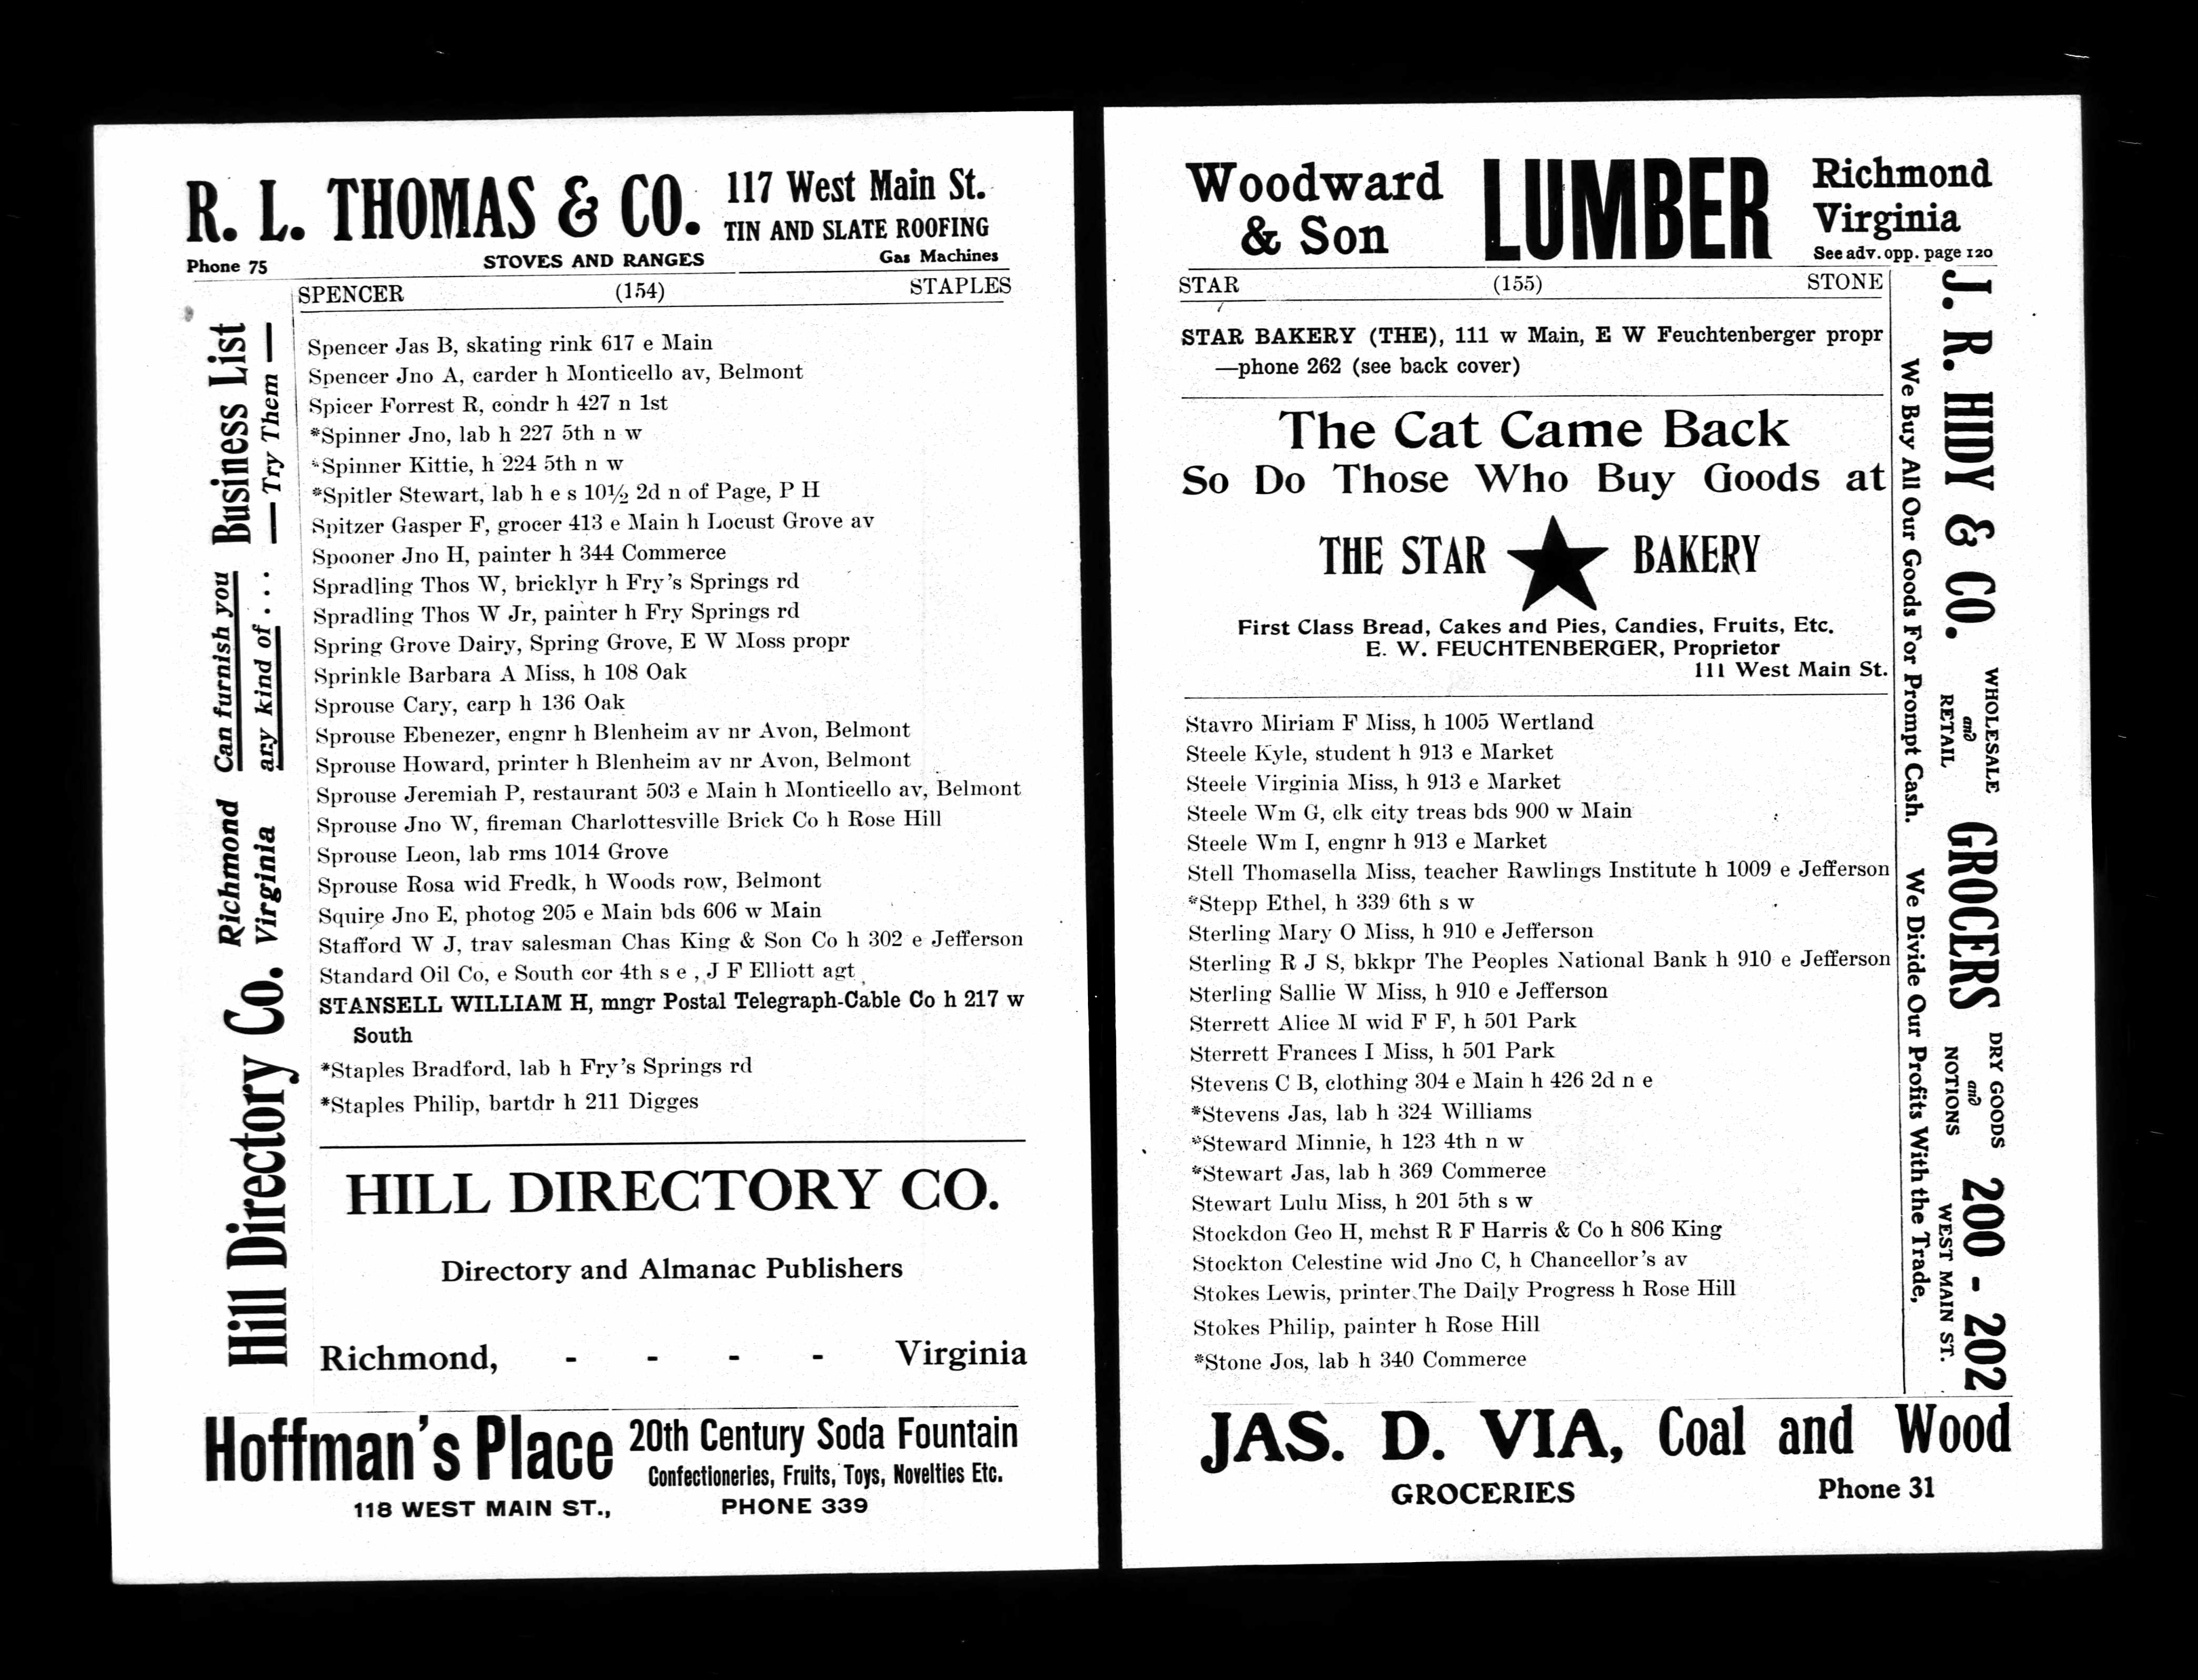 R. L. THOMAS & CO.
117 West Main St.
TIN AND SLATE ROOFING
Phone 75
STOVES AND RANGES
Gas Machines
SPENCER (154) STAPLES
Hill Directory Co. Richmond Virginia Can furnish you any kind of . . . . Business List — Try Them —
Spencer Jas B, skating rink 617 e Main
Spencer Jno A, carder h Monticello av, Belmont
Spicer Forrest R, condr h 427 n 1st
*Spinner Jno, lab h 227 5th n w
*Spinner Kittie, h 224 5th n w
*Spitler Stewart, lab h e s 10½ 2d n of Page, P H
Spitzer Gasper F, grocer 413 e Main h Locust Grove av
Spooner Jno H, painter h 344 Commerce
Spradling Thos W, bricklyr h Fry's Springs rd
Spradling Thos W Jr, painter h Fry Springs rd
Spring Grove Dairy, Spring Grove, E W Moss propr
Sprinkle Barbara A Miss, h 108 Oak
Sprouse Cary, carp h 136 Oak
Sprouse Ebenezer, engnr h Blenheim av nr Avon, Belmont
Sprouse Howard, printer h Blenheim av nr Avon, Belmont
Sprouse Jeremiah P, restaurant 503 e Main h Monticello av, Belmont
Sprouse Jno W, fireman Charlottesville Brick Co h Rose Hill
Sprouse Leon, lab rms 1014 Grove
Sprouse Rosa wid Fredk, h Woods row, Belmont
Squire Jno E, photog 205 e Main bds 606 w Main
Stafford W J, trav salesman Chas King & Son Co h 302 e Jefferson
Standard Oil Co, e South cor 4th s e , J F Elliott agt
STANSELL WILLIAM H, mngr Postal Telegraph-Cable Co h 217 w
South
*Staples Bradford, lab h Fry's Springs rd
*Staples Philip, bartdr h 211 Digges
HILL DIRECTORY CO.
Directory and Almanac Publishers
Richmond, - - - - Virginia
Hoffman's Place
20th Century Soda Fountain
Confectioneries, Fruits, Toys, Novelties Etc.
118 WEST MAIN ST., PHONE 339
Woodward
& Son
LUMBER
Richmond
Virginia
See adv. opp. page 120
STAR (155) STONE
STAR BAKERY (THE), 111 w Main, E W Feuchtenberger propr
—phone 262 (see back cover)
The Cat Came Back
So Do Those Who Buy Goods at
THE STAR BAKERY
First Class Bread, Cakes and Pies, Candies, Fruits, Etc.
E. W. FEUCHTENBERGER, Proprietor
111 West Main St.
Stavro Miriam F Miss, h 1005 Wertland
Steele Kyle, student h 913 e Market
Steele Virginia Miss, h 913 e Market
Steele Wm G, clk city treas bds 900 w Main
Steele Wm I, engnr h 913 e Market
Stell Thomasella Miss, teacher Rawlings Institute h 1009 e Jefferson
*Stepp Ethel, h 339 6th s w
Sterling Mary O Miss, h 910 e Jefferson
Sterling R J S, bkkpr The Peoples National Bank h 910 e Jefferson
Sterling Sallie W Miss, h 910 e Jefferson
Sterrett Alice M wid F F, h 501 Park
Sterrett Frances I Miss, h 501 Park
Stevens C B, clothing 304 e Main h 426 2d n e
*Stevens Jas, lab h 324 Williams
*Steward Minnie, h 123 4th n w
*Stewart Jas, lab h 369 Commerce
Stewart Lulu Miss, h 201 5th s w
Stockdon Geo H, mchst R F Harris & Co h 806 King
Stockton Celestine wid Jno C, h Chancellor's av
Stokes Lewis, printer The Daily Progress h Rose Hill
Stokes Philip, painter h Rose Hill
*Stone Jos, lab h 340 Commerce
J. R. HIDY & CO. WHOLESALE and RETAIL GROCERS DRY GOODS and NOTIONS 200 - 202 WEST MAIN ST.
We Buy All Our Goods For Prompt Cash. We Divide Our Profits With the Trade,
JAS. D. VIA, Coal and Wood
GROCERIES Phone 31